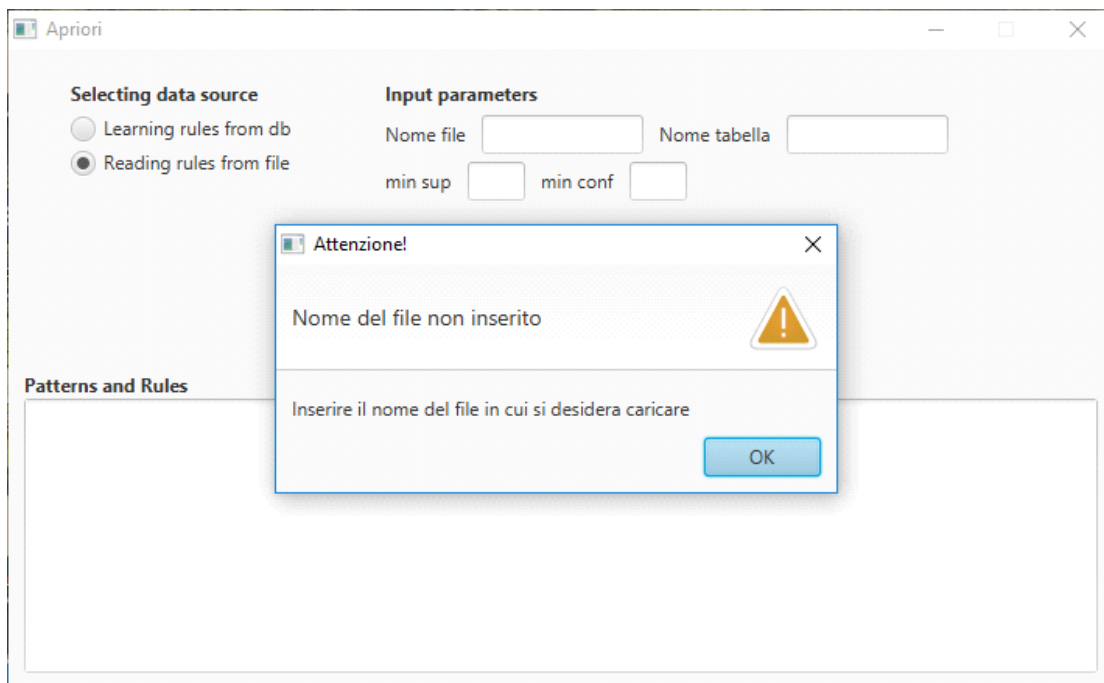 Apriori
Selecting data source
Input parameters
Learning rules from db
Nome file
Nome tabella
Reading rules from file
min sup
min conf
Attenzione!
Nome del file non inserito
Patterns and Rules
Inserire il nome del file in cui si desidera caricare
OK